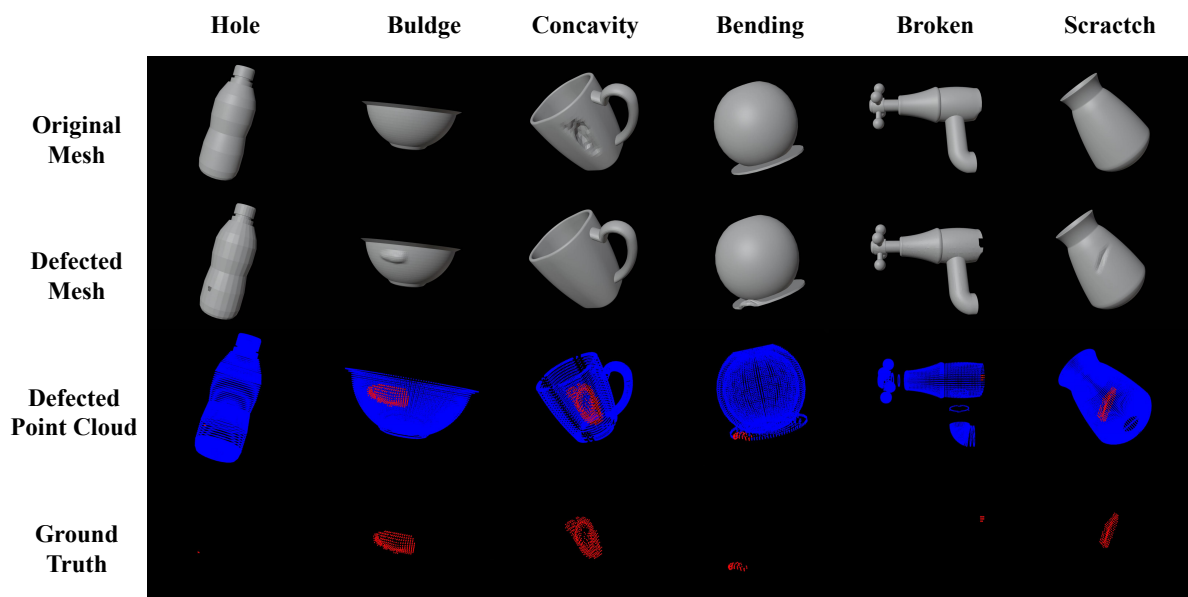 Hole Buldge Concavity Bending Broken Scractch
Original
Mesh
Defected
Mesh
Defected
Point Cloud
Ground
Truth